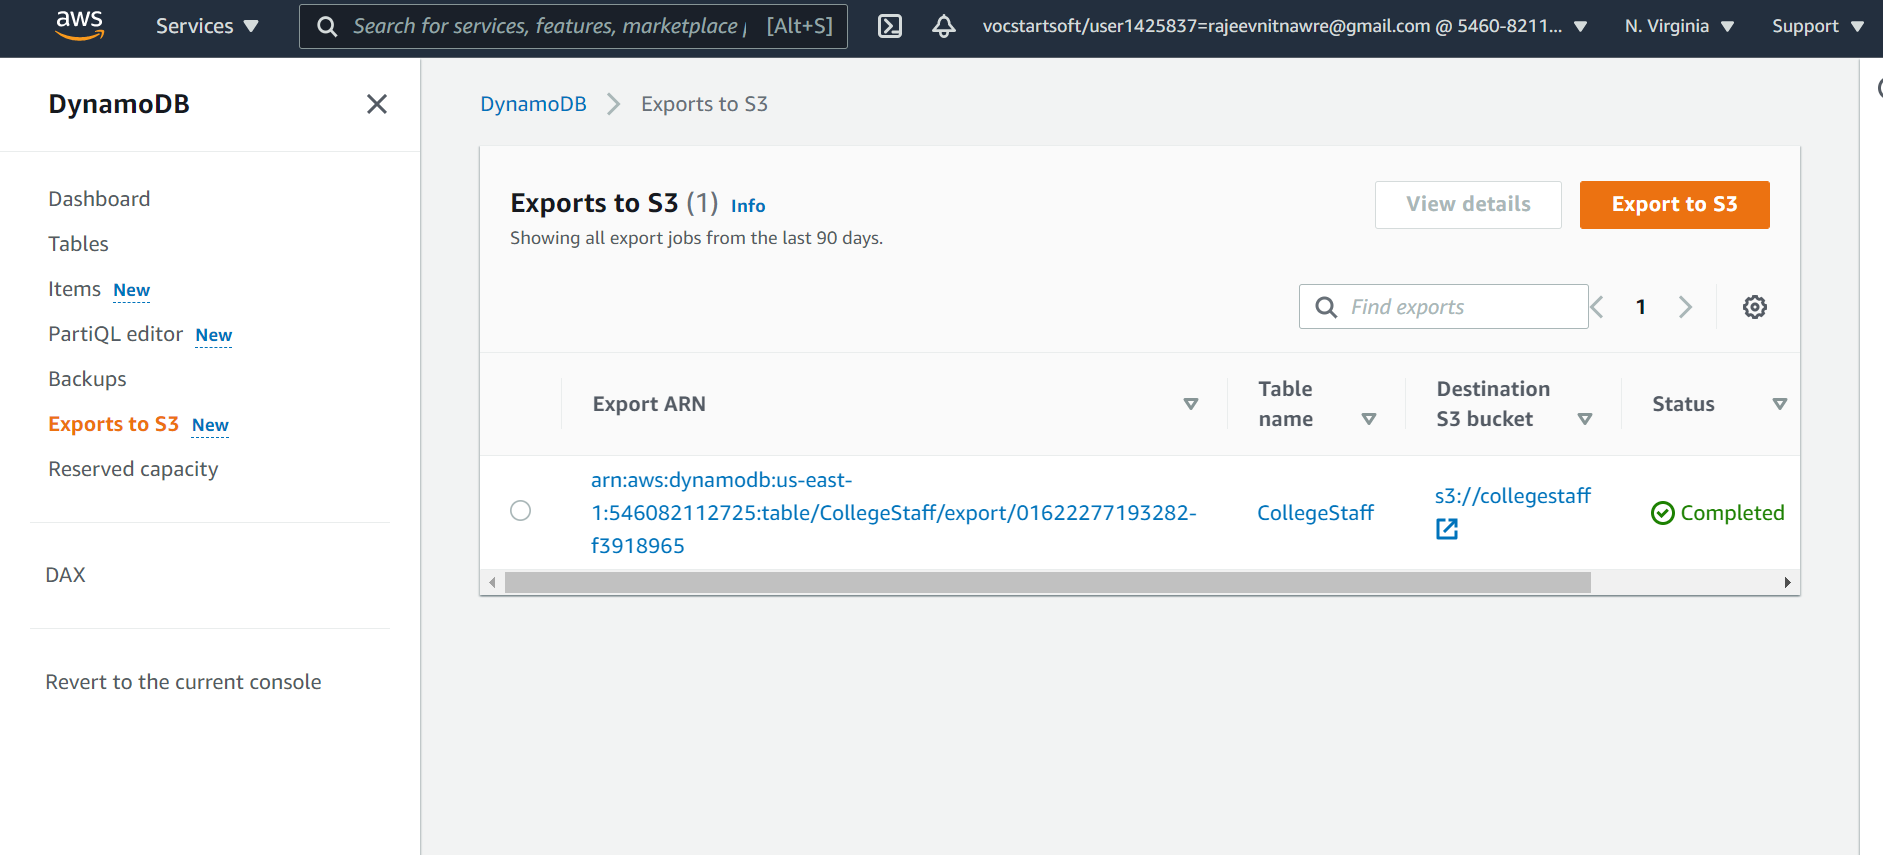 aws
Services
Search for services, features, marketplace [Alt+S]
vocstartsoft/user1425837=rajeevnitnawre@gmail.com @ 5460-8211...
N. Virginia
Support
DynamoDB
Dashboard
Tables
Items New
PartiQL editor New
Backups
Exports to S3 New
Reserved capacity
DAX
Revert to the current console
DynamoDB
Exports to S3
Exports to S3 (1) Info
Showing all export jobs from the last 90 days.
View details
Export to S3
Find exports
1
Export ARN
Table
name
Destination
S3 bucket
Status
arn:aws:dynamodb:us-east-
1:546082112725:table/CollegeStaff/export/01622277193282-
f3918965
CollegeStaff
s3://collegestaff
Completed